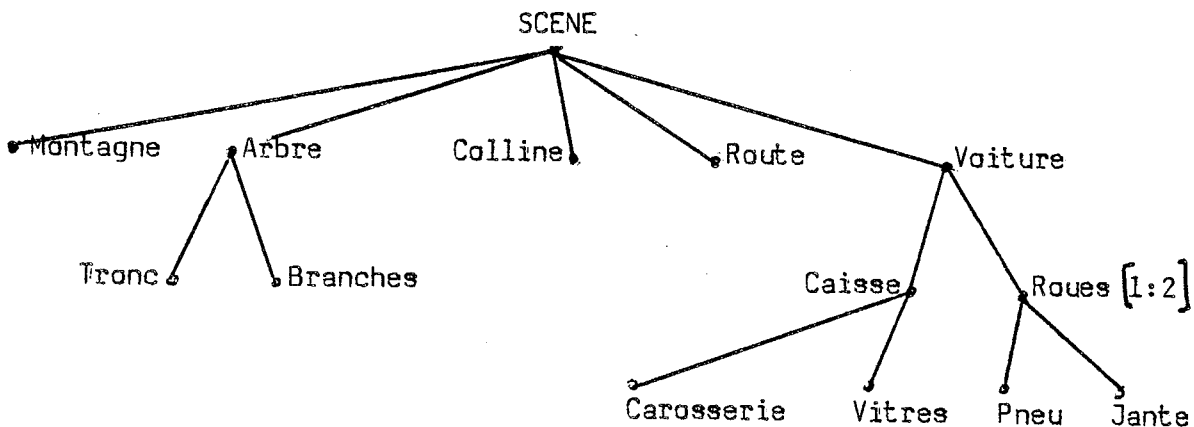 SCENE
Montagne Arbre Colline Route Voiture
Tronc Branches Caisse Roues [1:2]
Carosserie Vitres Pneu Jante